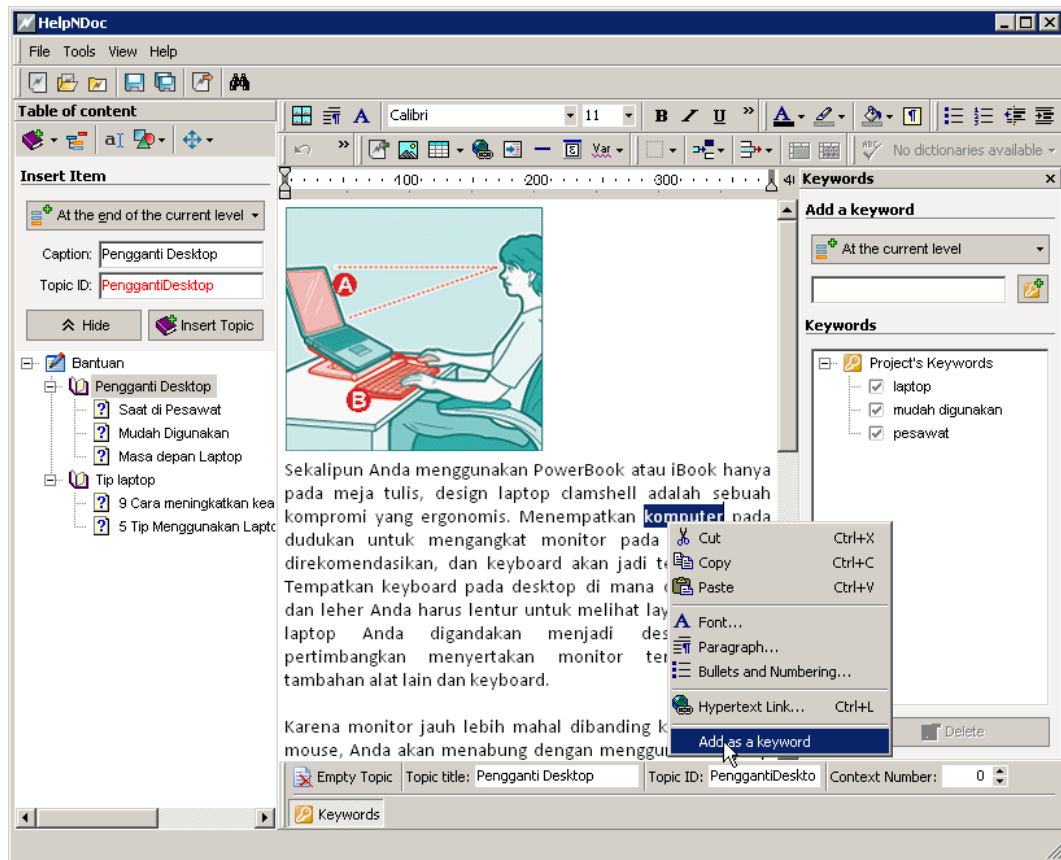 HelpNDoc
File Tools View Help
Table of content
Calibri 11 B I U » A
aI
» Var No dictionaries available
Insert Item
100 200 300
Keywords x
At the end of the current level
Add a keyword
Caption: Pengganti Desktop
At the current level
Topic ID: PenggantiDesktop
Hide Insert Topic
Keywords
Bantuan
Pengganti Desktop
Saat di Pesawat
Mudah Digunakan
Masa depan Laptop
Tip laptop
9 Cara meningkatkan kea
5 Tip Menggunakan Lapto
Project's Keywords
laptop
mudah digunakan
pesawat
A
B
Sekalipun Anda menggunakan PowerBook atau iBook hanya
pada meja tulis, design laptop clamshell adalah sebuah
kompromi yang ergonomis. Menempatkan komputer pada
dudukan untuk mengangkat monitor pada
direkomendasikan, dan keyboard akan jadi te
Tempatkan keyboard pada desktop di mana
dan leher Anda harus lentur untuk melihat lay
laptop Anda digandakan menjadi des
pertimbangkan menyertakan monitor ter
tambahan alat lain dan keyboard.
Karena monitor jauh lebih mahal dibanding k
mouse, Anda akan menabung dengan menggu
Cut Ctrl+X
Copy Ctrl+C
Paste Ctrl+V
Font...
Paragraph...
Bullets and Numbering...
Hypertext Link... Ctrl+L
Add as a keyword
Delete
Empty Topic Topic title: Pengganti Desktop Topic ID: PenggantiDeskto Context Number: 0
Keywords